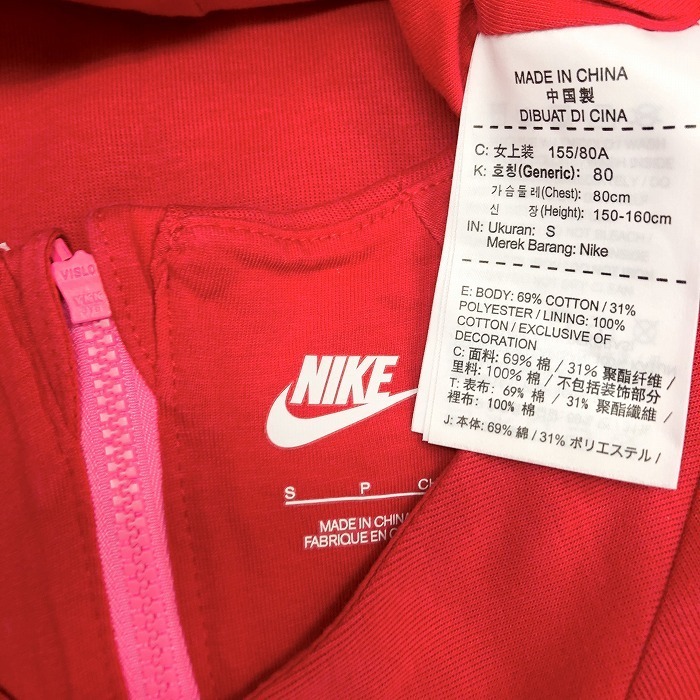 MADE IN CHINA
中国製
DIBUAT DI CINA
C: 女上装 155/80A
K: 호칭(Generic): 80
가슴둘레(Chest): 80cm
신 장(Height): 150-160cm
IN: Ukuran: S
Merek Barang: Nike
E: BODY: 69% COTTON / 31%
POLYESTER / LINING: 100%
COTTON / EXCLUSIVE OF
DECORATION
C: 面料: 69% 棉 / 31% 聚酯纤维 /
里料: 100% 棉 / 不包括装饰部分
T: 表布: 69% 棉 / 31% 聚酯纖維 /
裡布: 100% 棉
J: 本体: 69% 綿 / 31% ポリエステル /
VISLON
YKK
NIKE
S P CH
MADE IN CHINA
FABRIQUE EN C